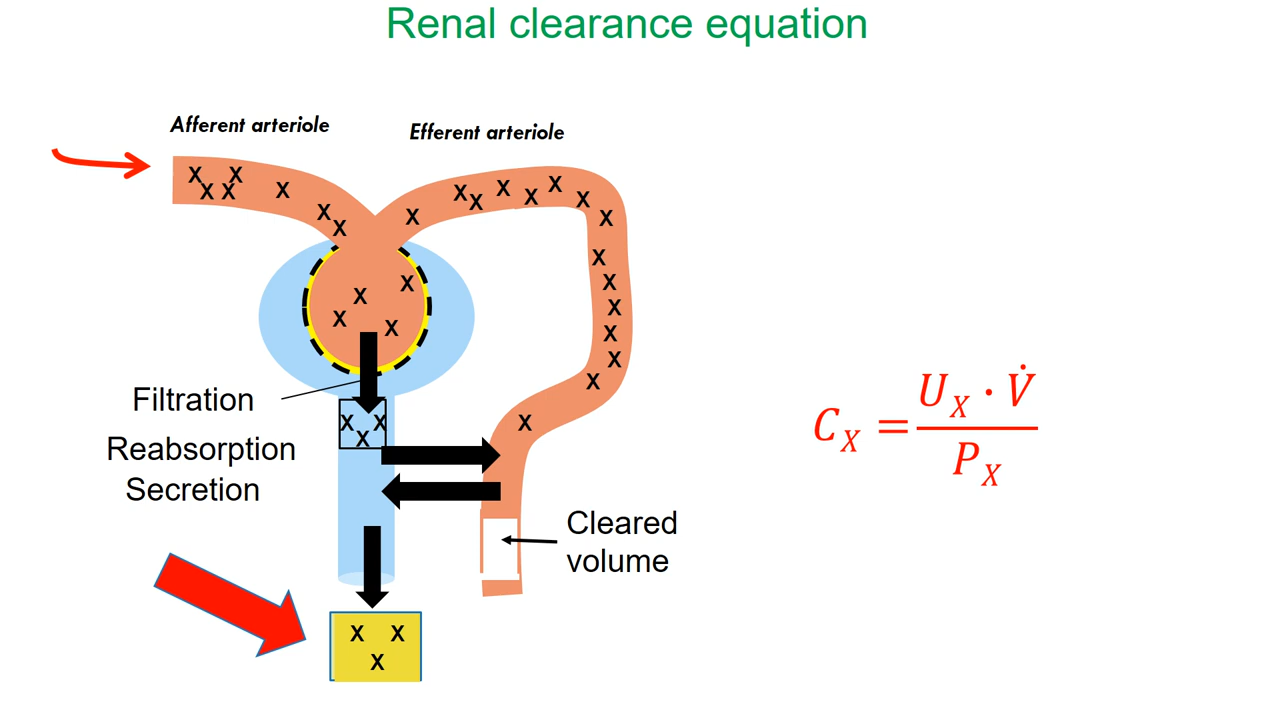 Renal clearance equation
Afferent arteriole
Efferent arteriole
X X
X X X
X
X
X X X X X X X X
X
X
X
X
X
X
X
X
X
X X
X
X
Filtration
X X
X
Reabsorption
Secretion
Cleared
volume
X X
X
C_X = U_X · V̇ / P_X